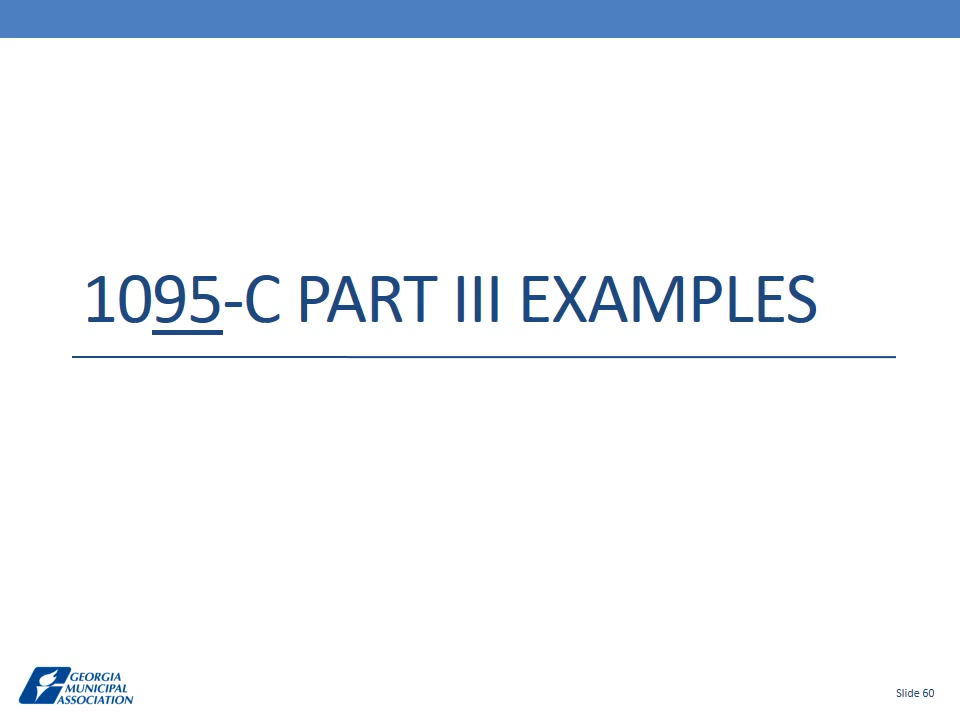 1095-C PART III EXAMPLES
GEORGIA
MUNICIPAL
ASSOCIATION
Slide 60